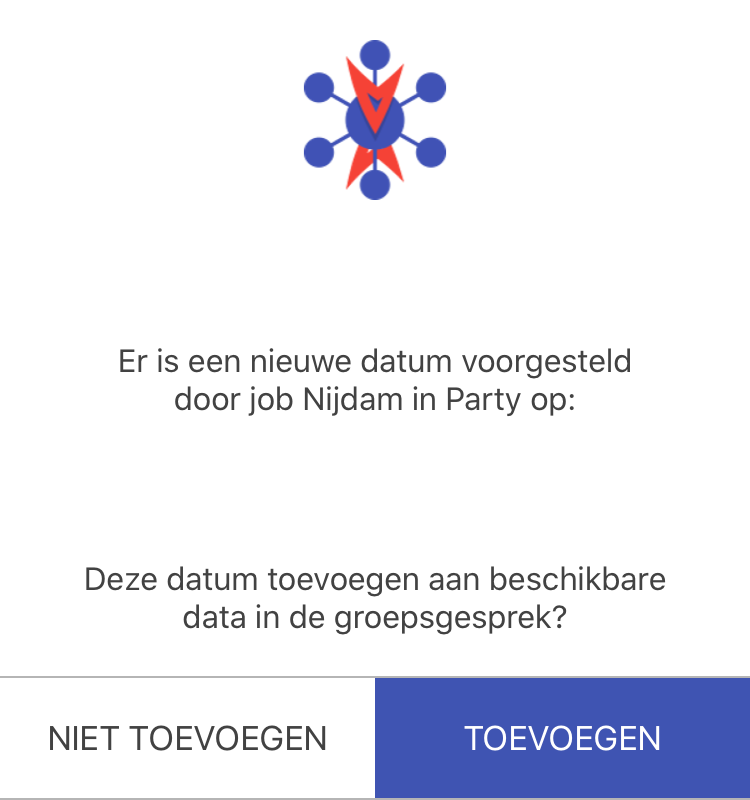 Er is een nieuwe datum voorgesteld
door job Nijdam in Party op:
Deze datum toevoegen aan beschikbare
data in de groepsgesprek?
NIET TOEVOEGEN
TOEVOEGEN